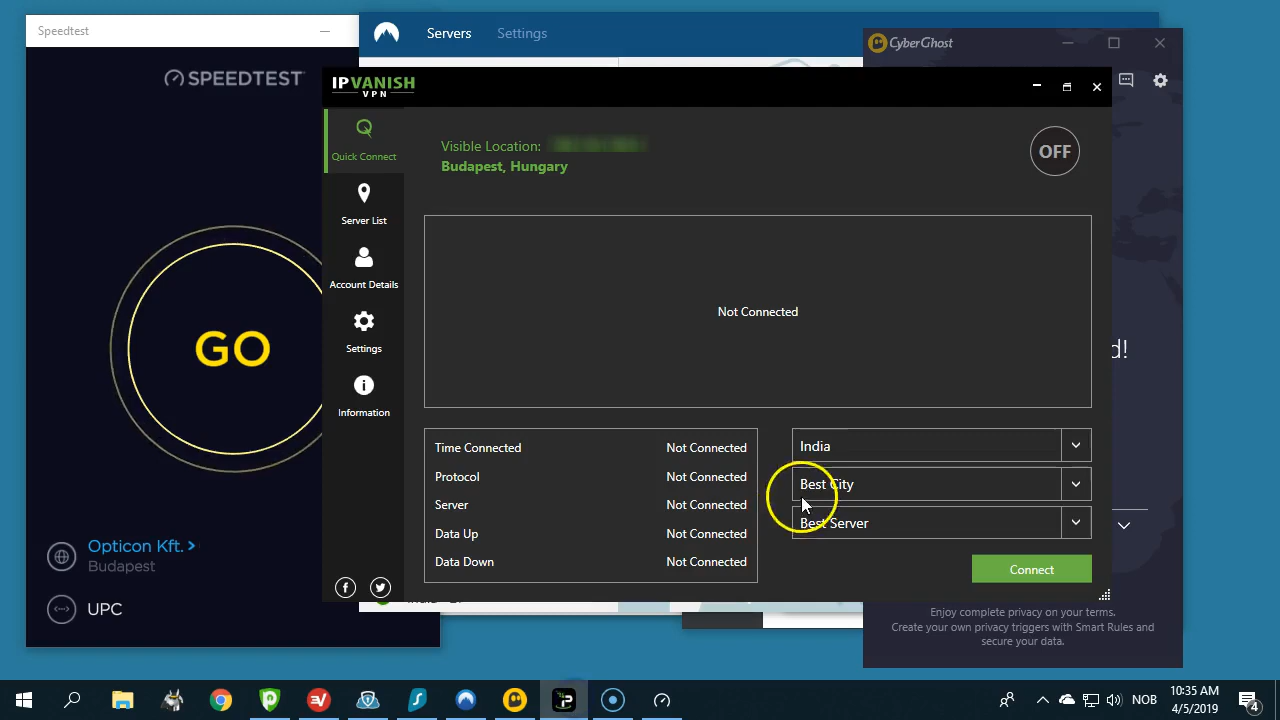 Speedtest
SPEEDTEST
GO
Opticon Kft. >
Budapest
UPC
Servers
Settings
CyberGhost
IPVANISH
VPN
Quick Connect
Server List
Account Details
Settings
Information
Visible Location:
Budapest, Hungary
OFF
Not Connected
Time Connected Not Connected
Protocol Not Connected
Server Not Connected
Data Up Not Connected
Data Down Not Connected
India
Best City
Best Server
Connect
d!
Enjoy complete privacy on your terms.
Create your own privacy triggers with Smart Rules and
secure your data.
NOB
10:35 AM
4/5/2019
4